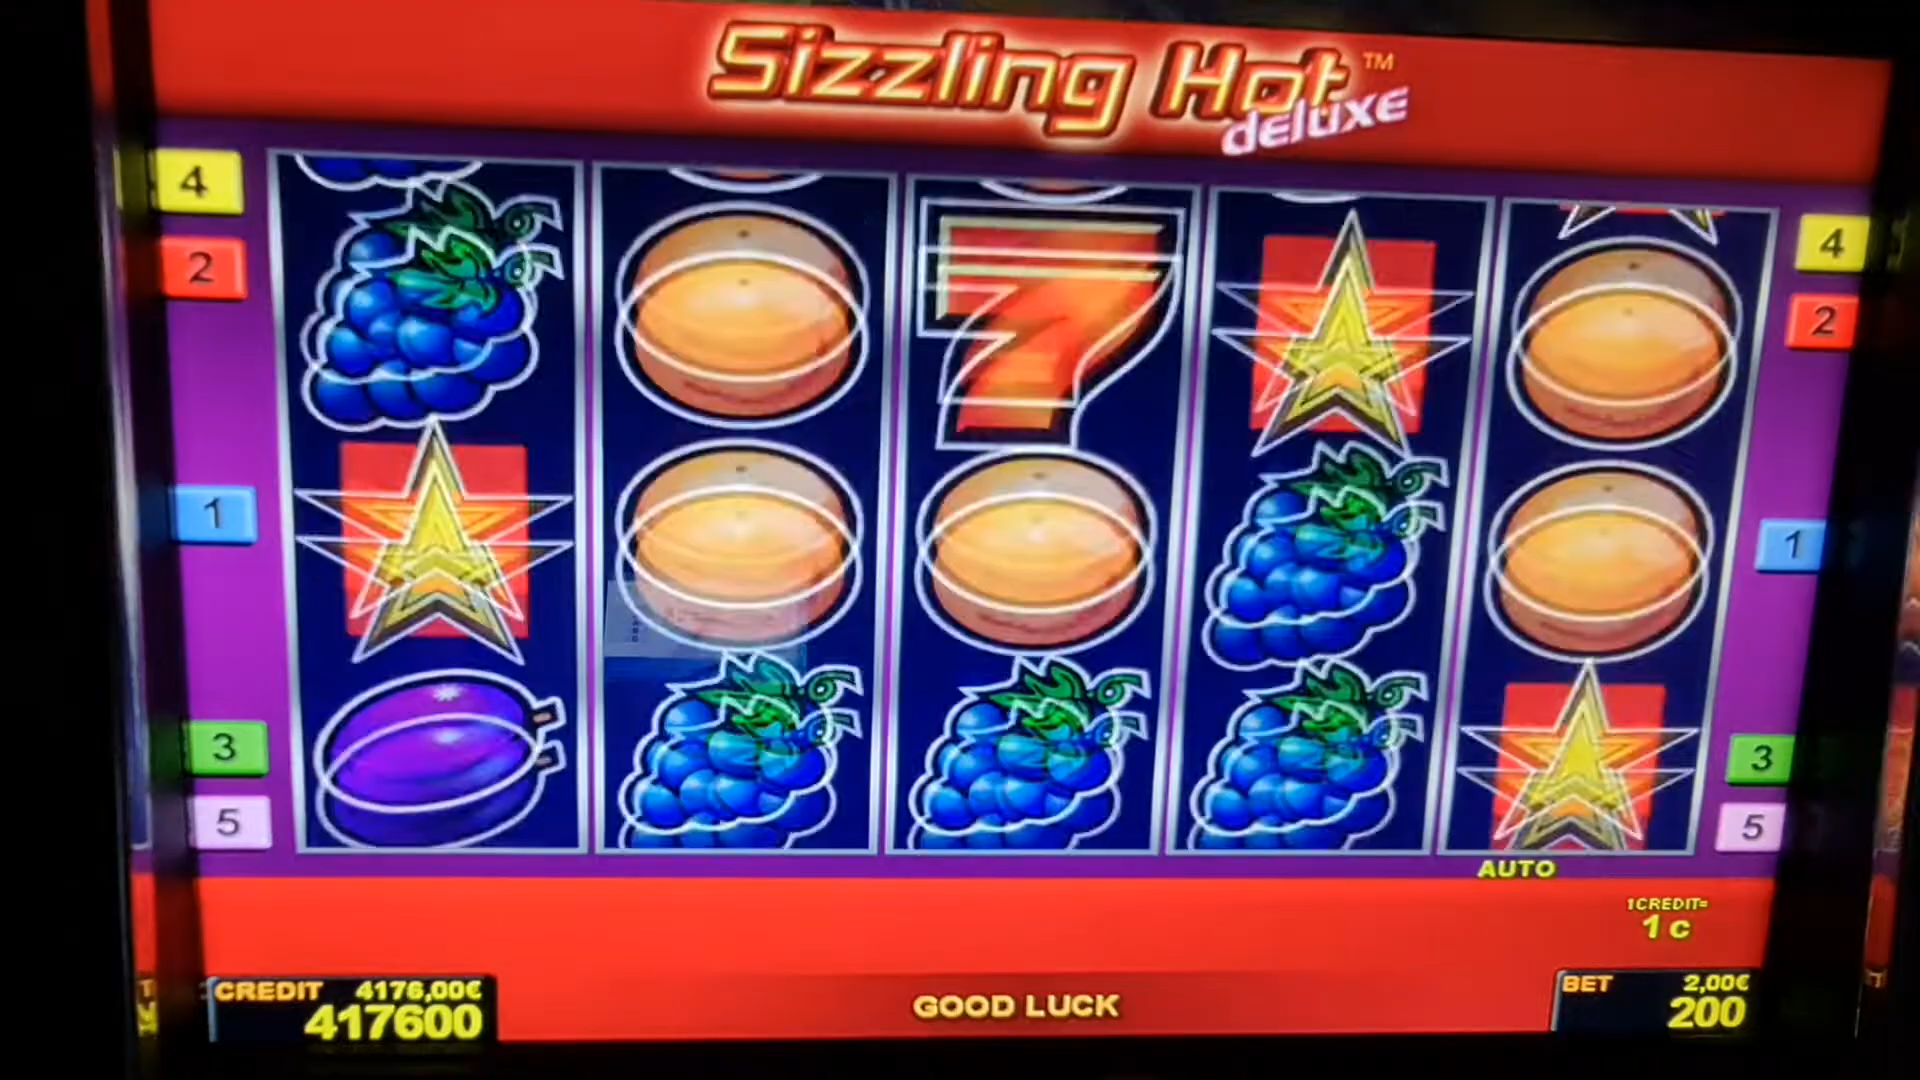 Sizzling Hot™
deluxe
4
4
2
2
1
1
3
3
5
5
AUTO
1CREDIT=
1 c
CREDIT 4176,00€
417600
GOOD LUCK
BET 2,00€
200